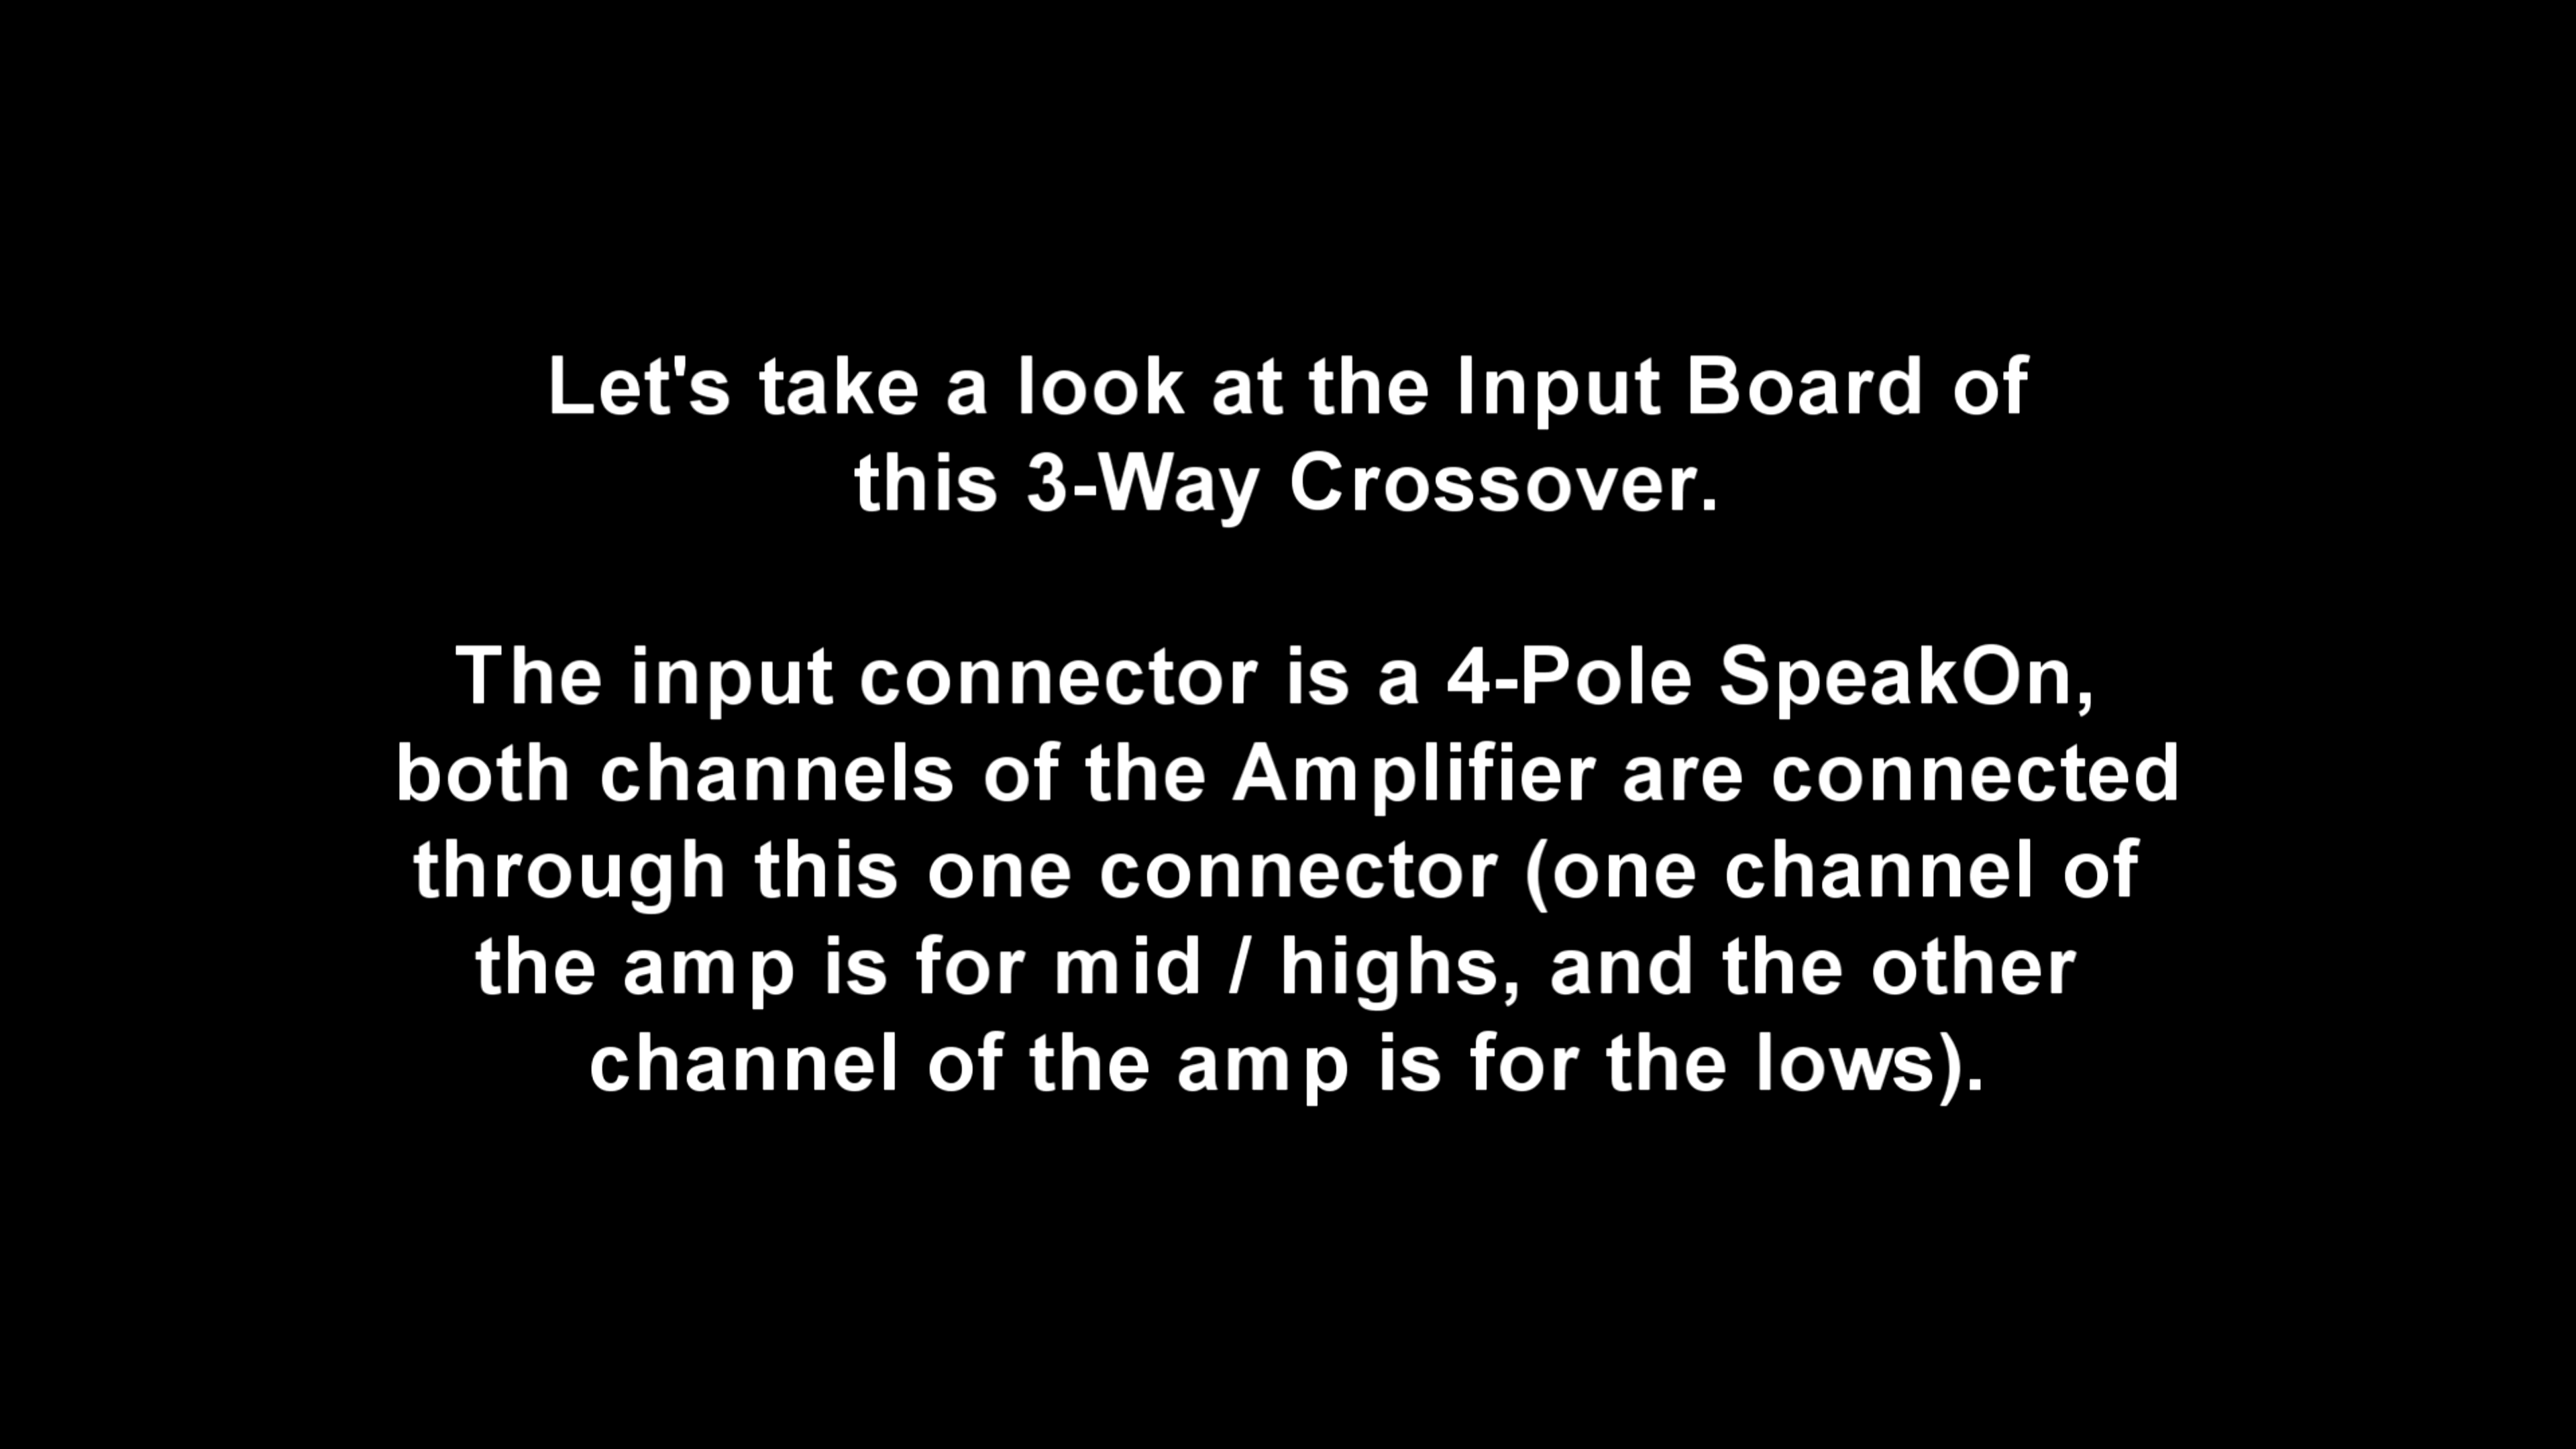 Let's take a look at the Input Board of
this 3-Way Crossover.
The input connector is a 4-Pole SpeakOn,
both channels of the Amplifier are connected
through this one connector (one channel of
the amp is for mid / highs, and the other
channel of the amp is for the lows).